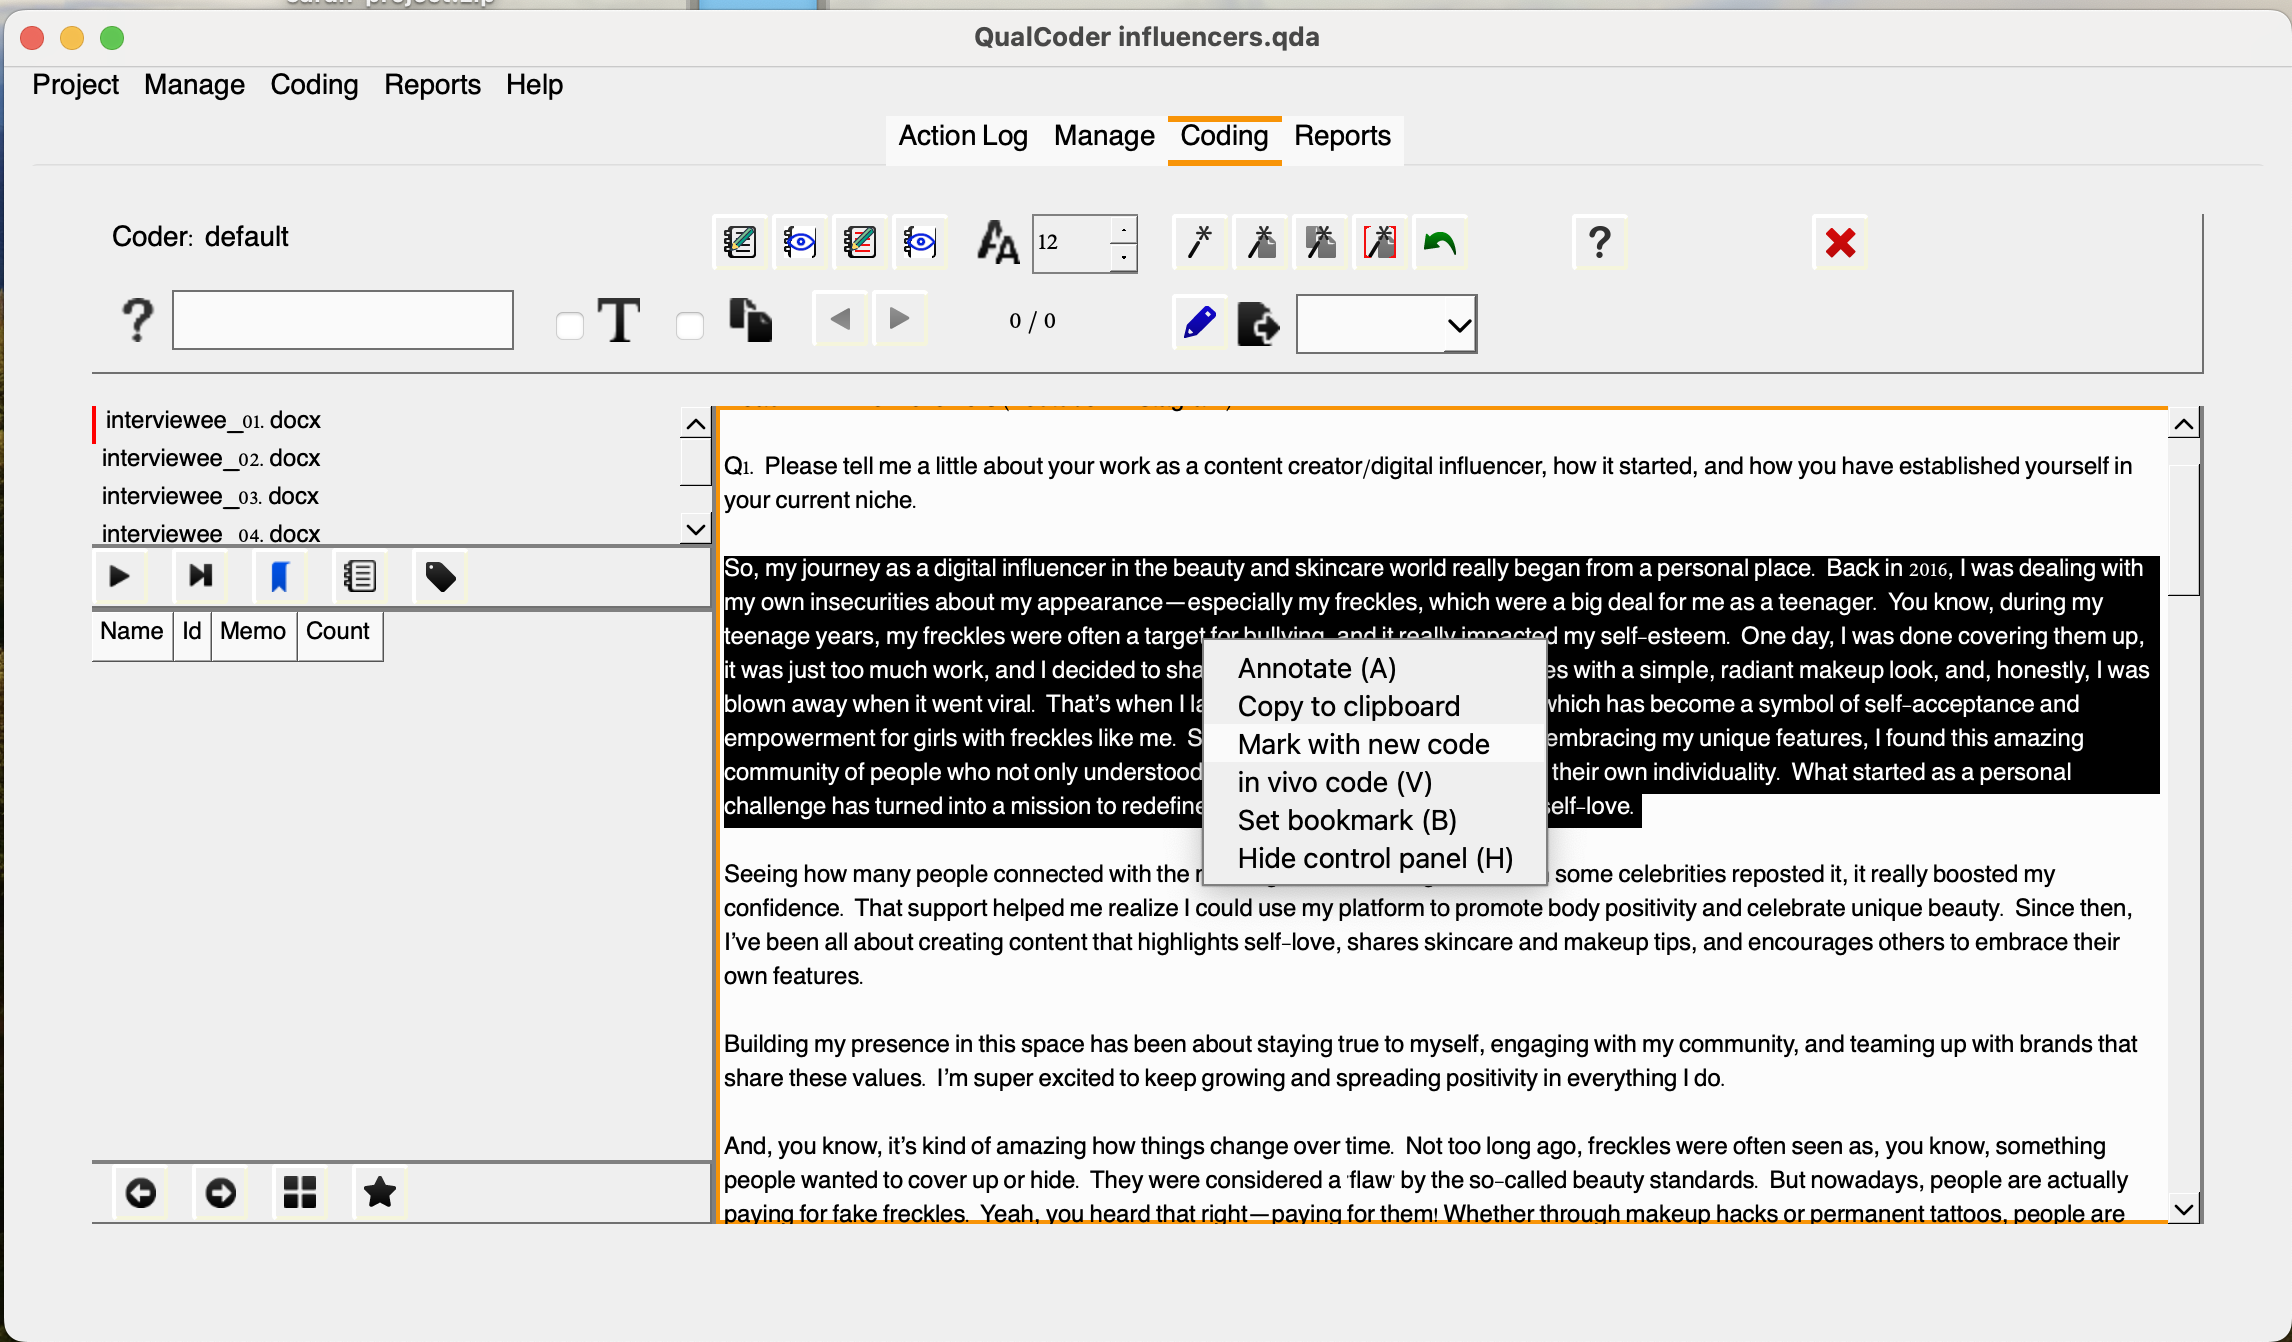 QualCoder influencers.qda
Project Manage Coding Reports Help
Action Log Manage Coding Reports
Coder: default
12
0 / 0
interviewee_01. docx
interviewee_02. docx
interviewee_03. docx
interviewee_04. docx
Name Id Memo Count
Q1. Please tell me a little about your work as a content creator/digital influencer, how it started, and how you have established yourself in
your current niche.
So, my journey as a digital influencer in the beauty and skincare world really began from a personal place. Back in 2016, I was dealing with
my own insecurities about my appearance—especially my freckles, which were a big deal for me as a teenager. You know, during my
teenage years, my freckles were often a target for bullying, and it really impacted my self-esteem. One day, I was done covering them up,
it was just too much work, and I decided to with a simple, radiant makeup look, and, honestly, I was
blown away when it went viral. That's when I which has become a symbol of self-acceptance and
empowerment for girls with freckles like me. embracing my unique features, I found this amazing
community of people who not only understood their own individuality. What started as a personal
challenge has turned into a mission to self-love.
Annotate (A)
Copy to clipboard
Mark with new code
in vivo code (V)
Set bookmark (B)
Hide control panel (H)
Seeing how many people connected with the some celebrities reposted it, it really boosted my
confidence. That support helped me realize I could use my platform to promote body positivity and celebrate unique beauty. Since then,
I've been all about creating content that highlights self-love, shares skincare and makeup tips, and encourages others to embrace their
own features.
Building my presence in this space has been about staying true to myself, engaging with my community, and teaming up with brands that
share these values. I'm super excited to keep growing and spreading positivity in everything I do.
And, you know, it's kind of amazing how things change over time. Not too long ago, freckles were often seen as, you know, something
people wanted to cover up or hide. They were considered a 'flaw' by the so-called beauty standards. But nowadays, people are actually
paying for fake freckles. Yeah, you heard that right—paying for them! Whether through makeup hacks or permanent tattoos, people are